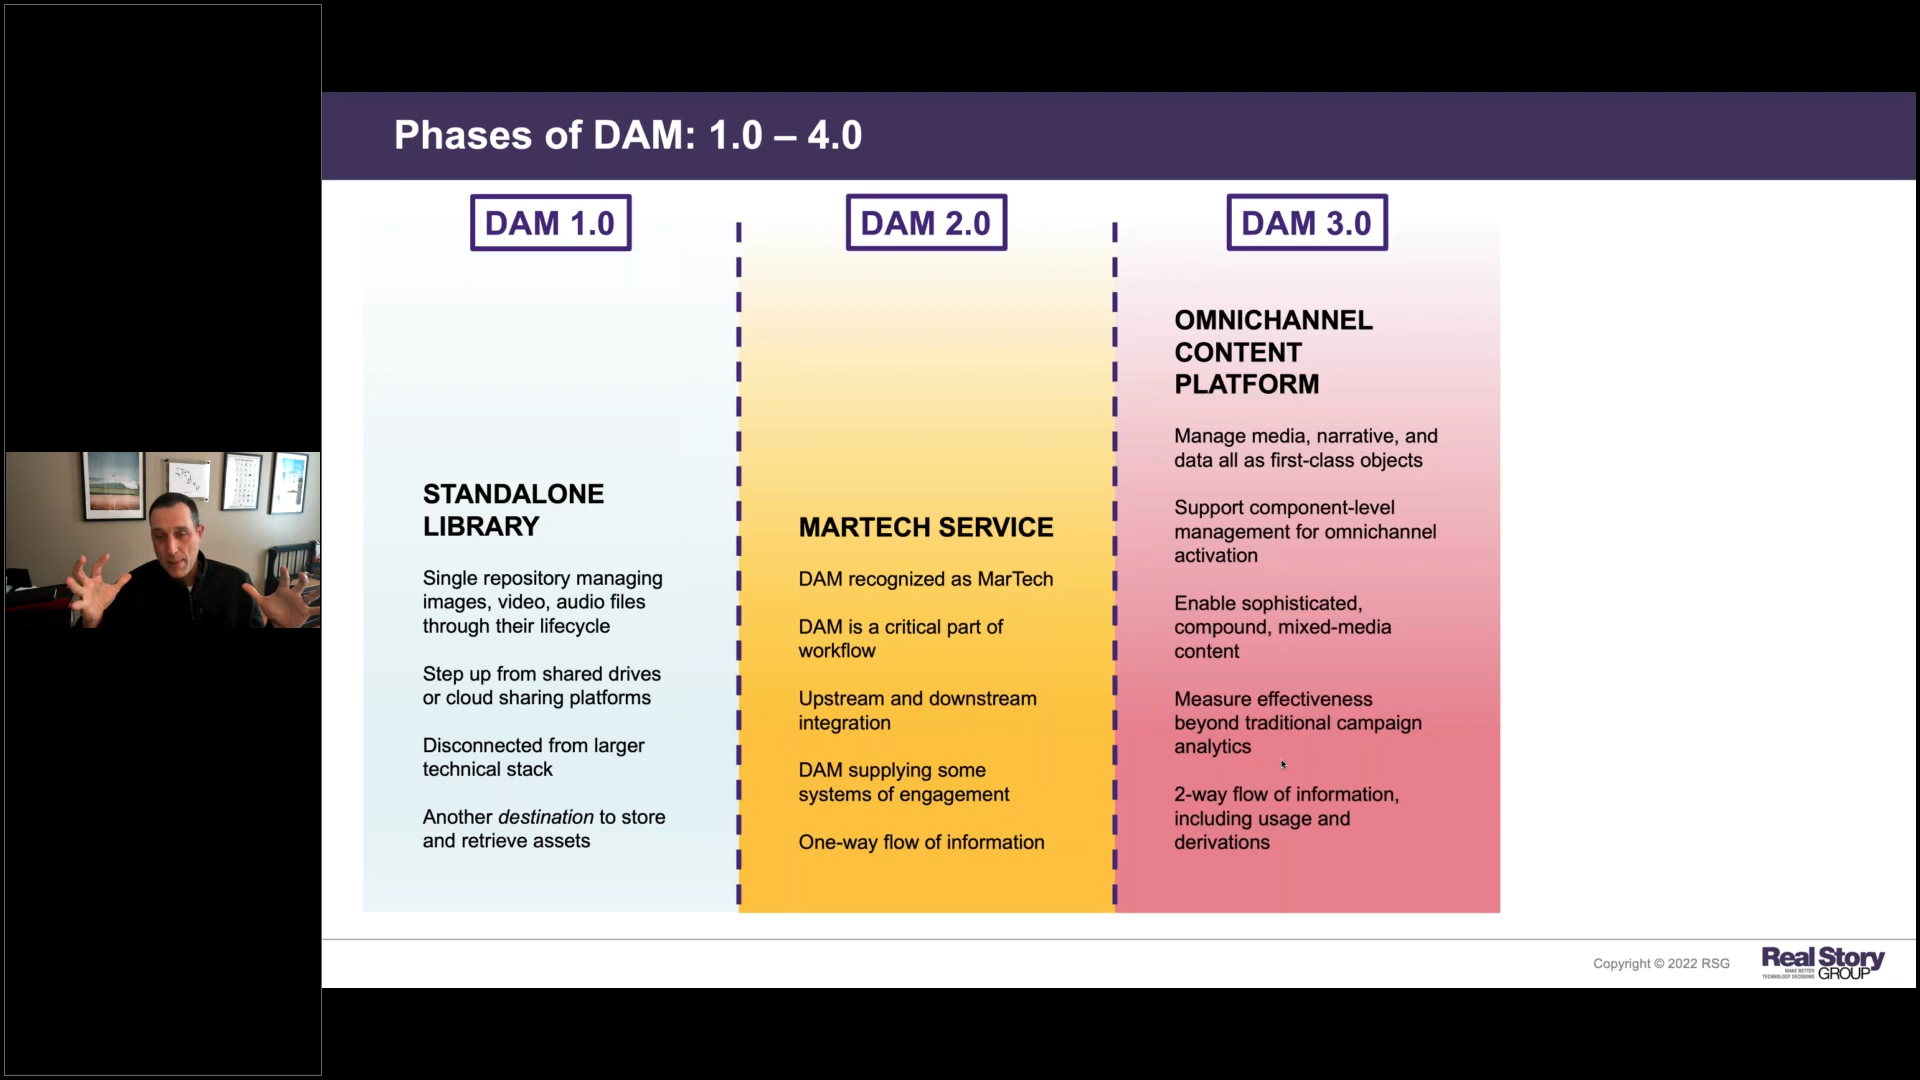 Phases of DAM: 1.0 – 4.0
DAM 1.0
STANDALONE
LIBRARY
Single repository managing
images, video, audio files
through their lifecycle
Step up from shared drives
or cloud sharing platforms
Disconnected from larger
technical stack
Another destination to store
and retrieve assets
DAM 2.0
MARTECH SERVICE
DAM recognized as MarTech
DAM is a critical part of
workflow
Upstream and downstream
integration
DAM supplying some
systems of engagement
One-way flow of information
DAM 3.0
OMNICHANNEL
CONTENT
PLATFORM
Manage media, narrative, and
data all as first-class objects
Support component-level
management for omnichannel
activation
Enable sophisticated,
compound, mixed-media
content
Measure effectiveness
beyond traditional campaign
analytics
2-way flow of information,
including usage and
derivations
Copyright © 2022 RSG
Real Story
MAKE BETTER
TECHNOLOGY DECISIONS
GROUP